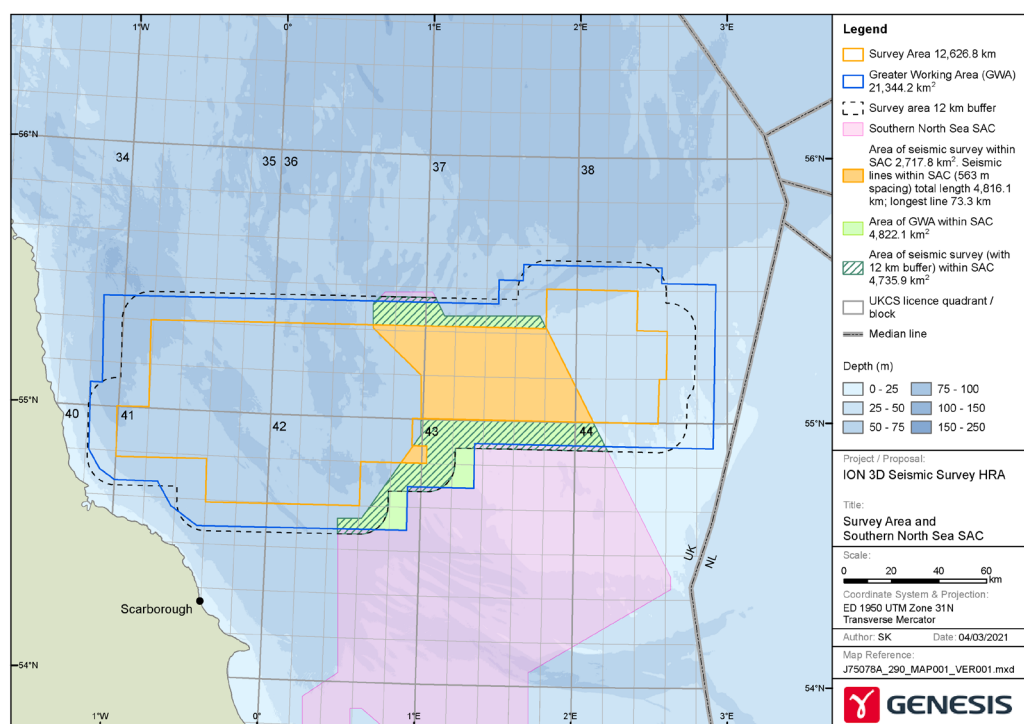 1°W
0°
1°E
2°E
3°E
56°N
56°N
34
35 36
37
38
55°N
55°N
40
41
42
43
44
UK
NL
Scarborough
54°N
54°N
1°W
0°
1°E
2°E
3°E
Legend
Survey Area 12,626.8 km
Greater Working Area (GWA)
21,344.2 km²
Survey area 12 km buffer
Southern North Sea SAC
Area of seismic survey within
SAC 2,717.8 km². Seismic
lines within SAC (563 m
spacing) total length 4,816.1
km; longest line 73.3 km
Area of GWA within SAC
4,822.1 km²
Area of seismic survey (with
12 km buffer) within SAC
4,735.9 km²
UKCS licence quadrant /
block
Median line
Depth (m)
0 - 25
75 - 100
25 - 50
100 - 150
50 - 75
150 - 250
Project / Proposal:
ION 3D Seismic Survey HRA
Title:
Survey Area and
Southern North Sea SAC
Scale:
0 20 40 60
km
Coordinate System & Projection:
ED 1950 UTM Zone 31N
Transverse Mercator
Author: SK Date: 04/03/2021
Map Reference:
J75078A_290_MAP001_VER001.mxd
GENESIS